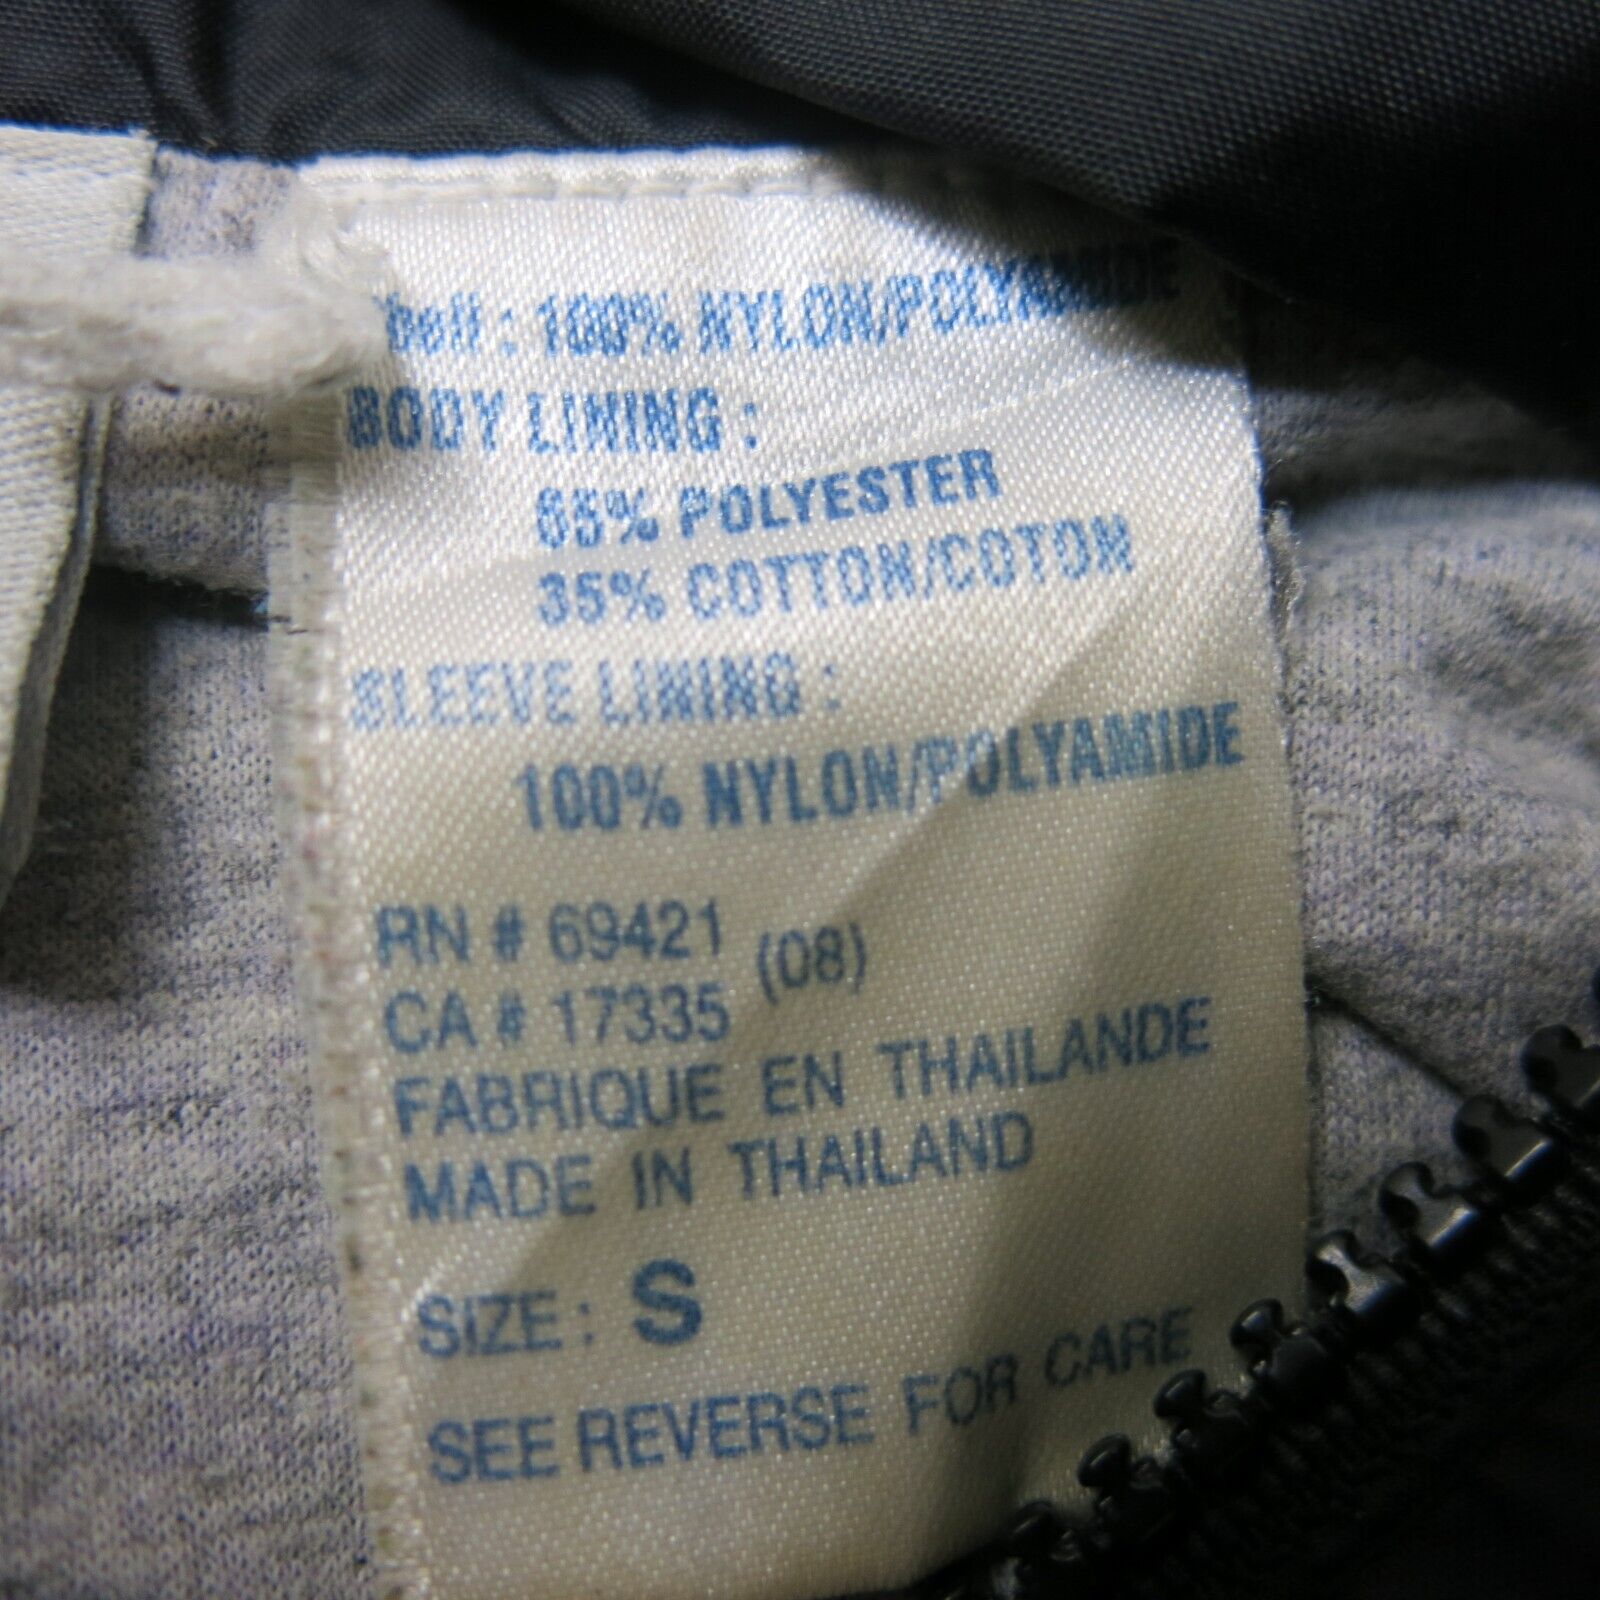 Shell : 100% NYLON/POLYAMIDE
BODY LINING :
65% POLYESTER
35% COTTON/COTON
SLEEVE LINING :
100% NYLON/POLYAMIDE
RN # 69421 (08)
CA # 17335
FABRIQUE EN THAILANDE
MADE IN THAILAND
SIZE : S
SEE REVERSE FOR CARE